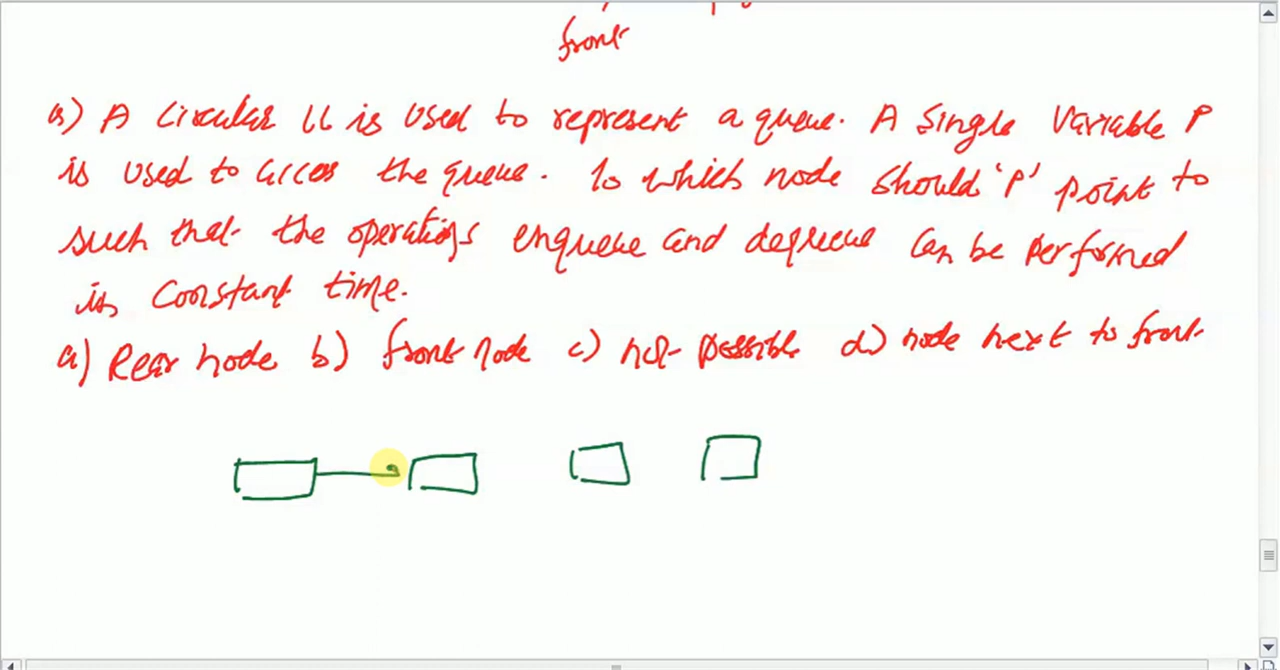 front
Q) A Circular LL is used to represent a queue. A Single Variable P
is used to access the queue. To which node should 'P' point to
such that the operations enqueue and dequeue can be performed
in Constant time.
a) Rear node b) front node c) not possible d) node next to front